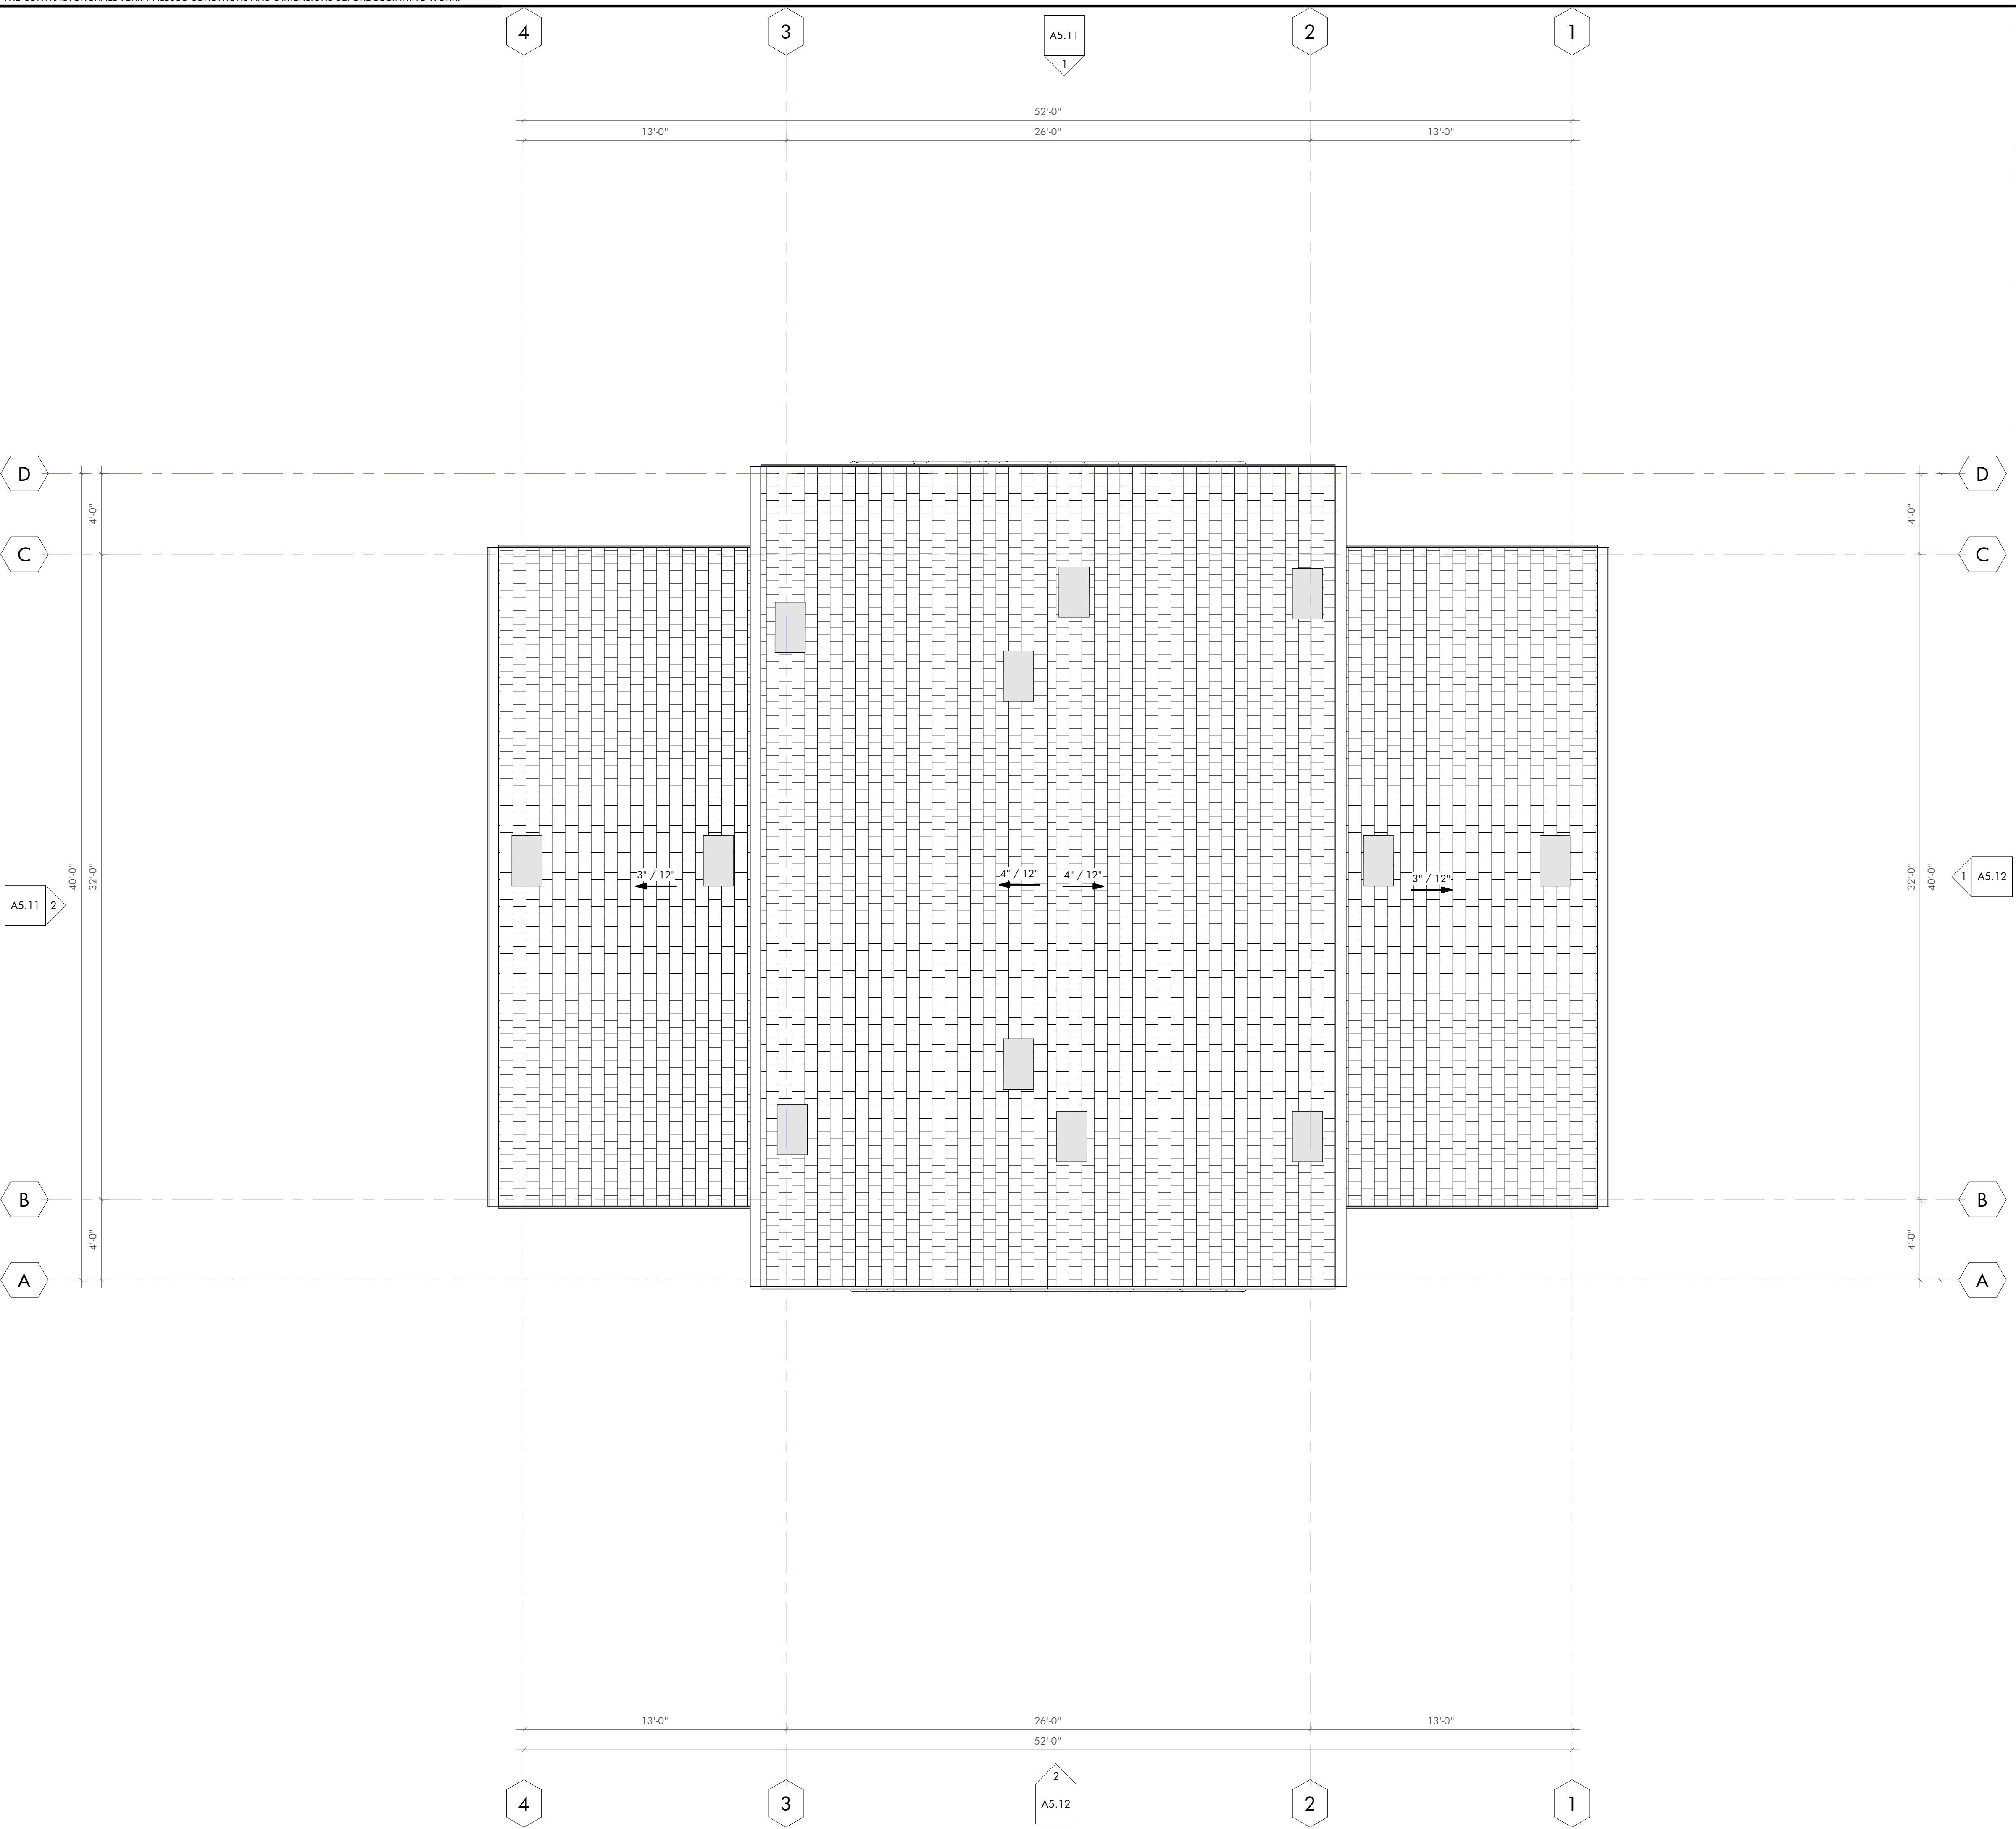 4 3 A5.11 2 1
1
52'-0"
13'-0" 26'-0" 13'-0"
D D
4'-0" 4'-0"
C C
3" / 12" 4" / 12" 4" / 12" 3" / 12"
40'-0" 32'-0" 32'-0" 40'-0"
A5.11 2 1 A5.12
B B
4'-0" 4'-0"
A A
13'-0" 26'-0" 13'-0"
52'-0"
2
4 3 A5.12 2 1